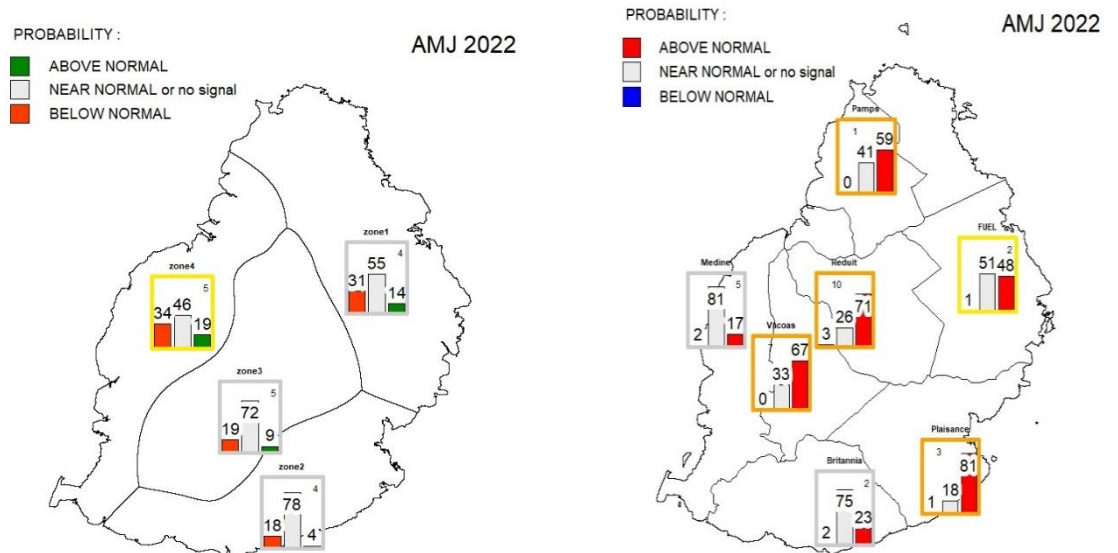 PROBABILITY :
AMJ 2022
ABOVE NORMAL
NEAR NORMAL or no signal
BELOW NORMAL
zone1
4
31 55 14
zone4
5
34 46 19
zone3
5
19 72 9
zone2
4
18 78 4
PROBABILITY :
AMJ 2022
ABOVE NORMAL
NEAR NORMAL or no signal
BELOW NORMAL
Pamps
1
0 41 59
FUEL
2
1 51 48
Medine
5
2 81 17
Reduit
10
3 26 71
Vacoas
7
0 33 67
Plaisance
3
1 18 81
Britannia
2
2 75 23